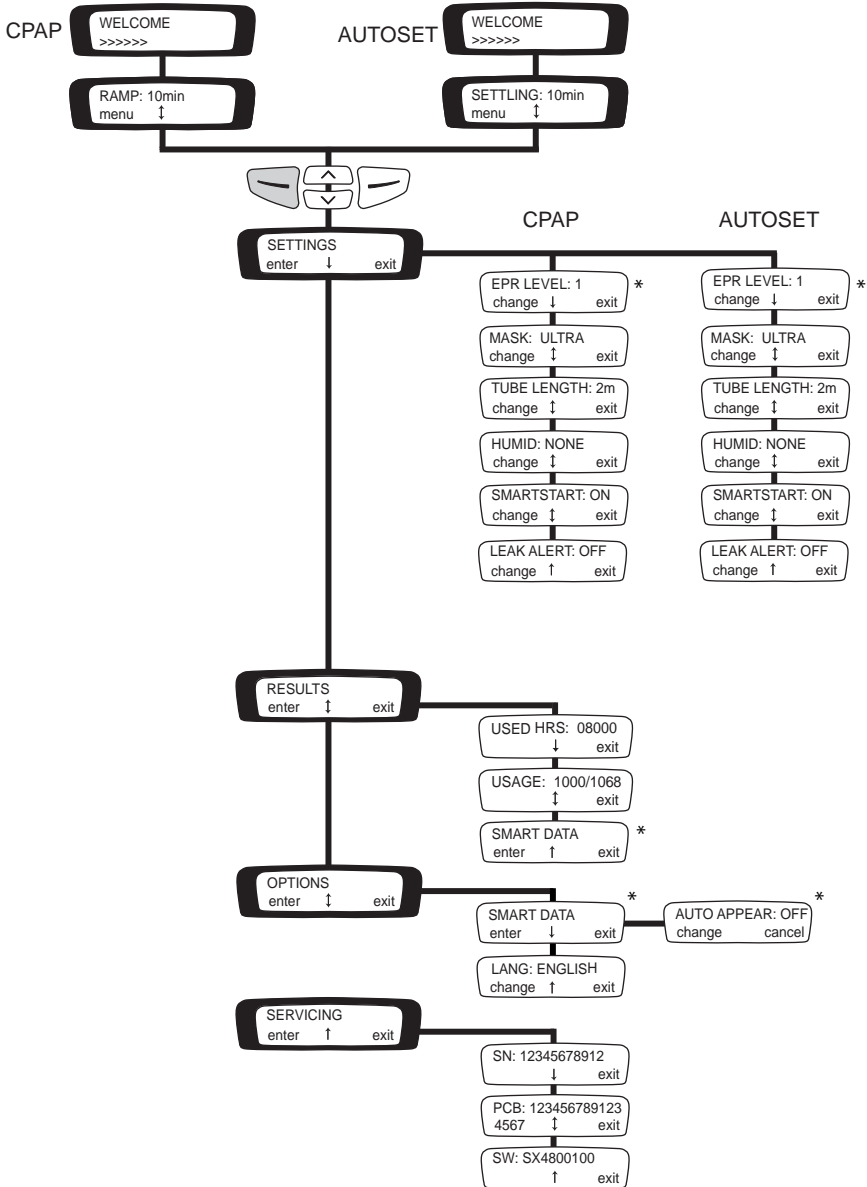 CPAP
WELCOME
>>>>>>
RAMP: 10min
menu ↕
AUTOSET
WELCOME
>>>>>>
SETTLING: 10min
menu ↕
SETTINGS
enter ↓ exit
CPAP
EPR LEVEL: 1
change ↓ exit
*
MASK: ULTRA
change ↕ exit
TUBE LENGTH: 2m
change ↕ exit
HUMID: NONE
change ↕ exit
SMARTSTART: ON
change ↕ exit
LEAK ALERT: OFF
change ↑ exit
AUTOSET
EPR LEVEL: 1
change ↓ exit
*
MASK: ULTRA
change ↕ exit
TUBE LENGTH: 2m
change ↕ exit
HUMID: NONE
change ↕ exit
SMARTSTART: ON
change ↕ exit
LEAK ALERT: OFF
change ↑ exit
RESULTS
enter ↕ exit
USED HRS: 08000
↓ exit
USAGE: 1000/1068
↕ exit
SMART DATA
enter ↑ exit
*
OPTIONS
enter ↕ exit
SMART DATA
enter ↓ exit
*
AUTO APPEAR: OFF
change cancel
*
LANG: ENGLISH
change ↑ exit
SERVICING
enter ↑ exit
SN: 12345678912
↓ exit
PCB: 123456789123
4567 ↕ exit
SW: SX4800100
↑ exit